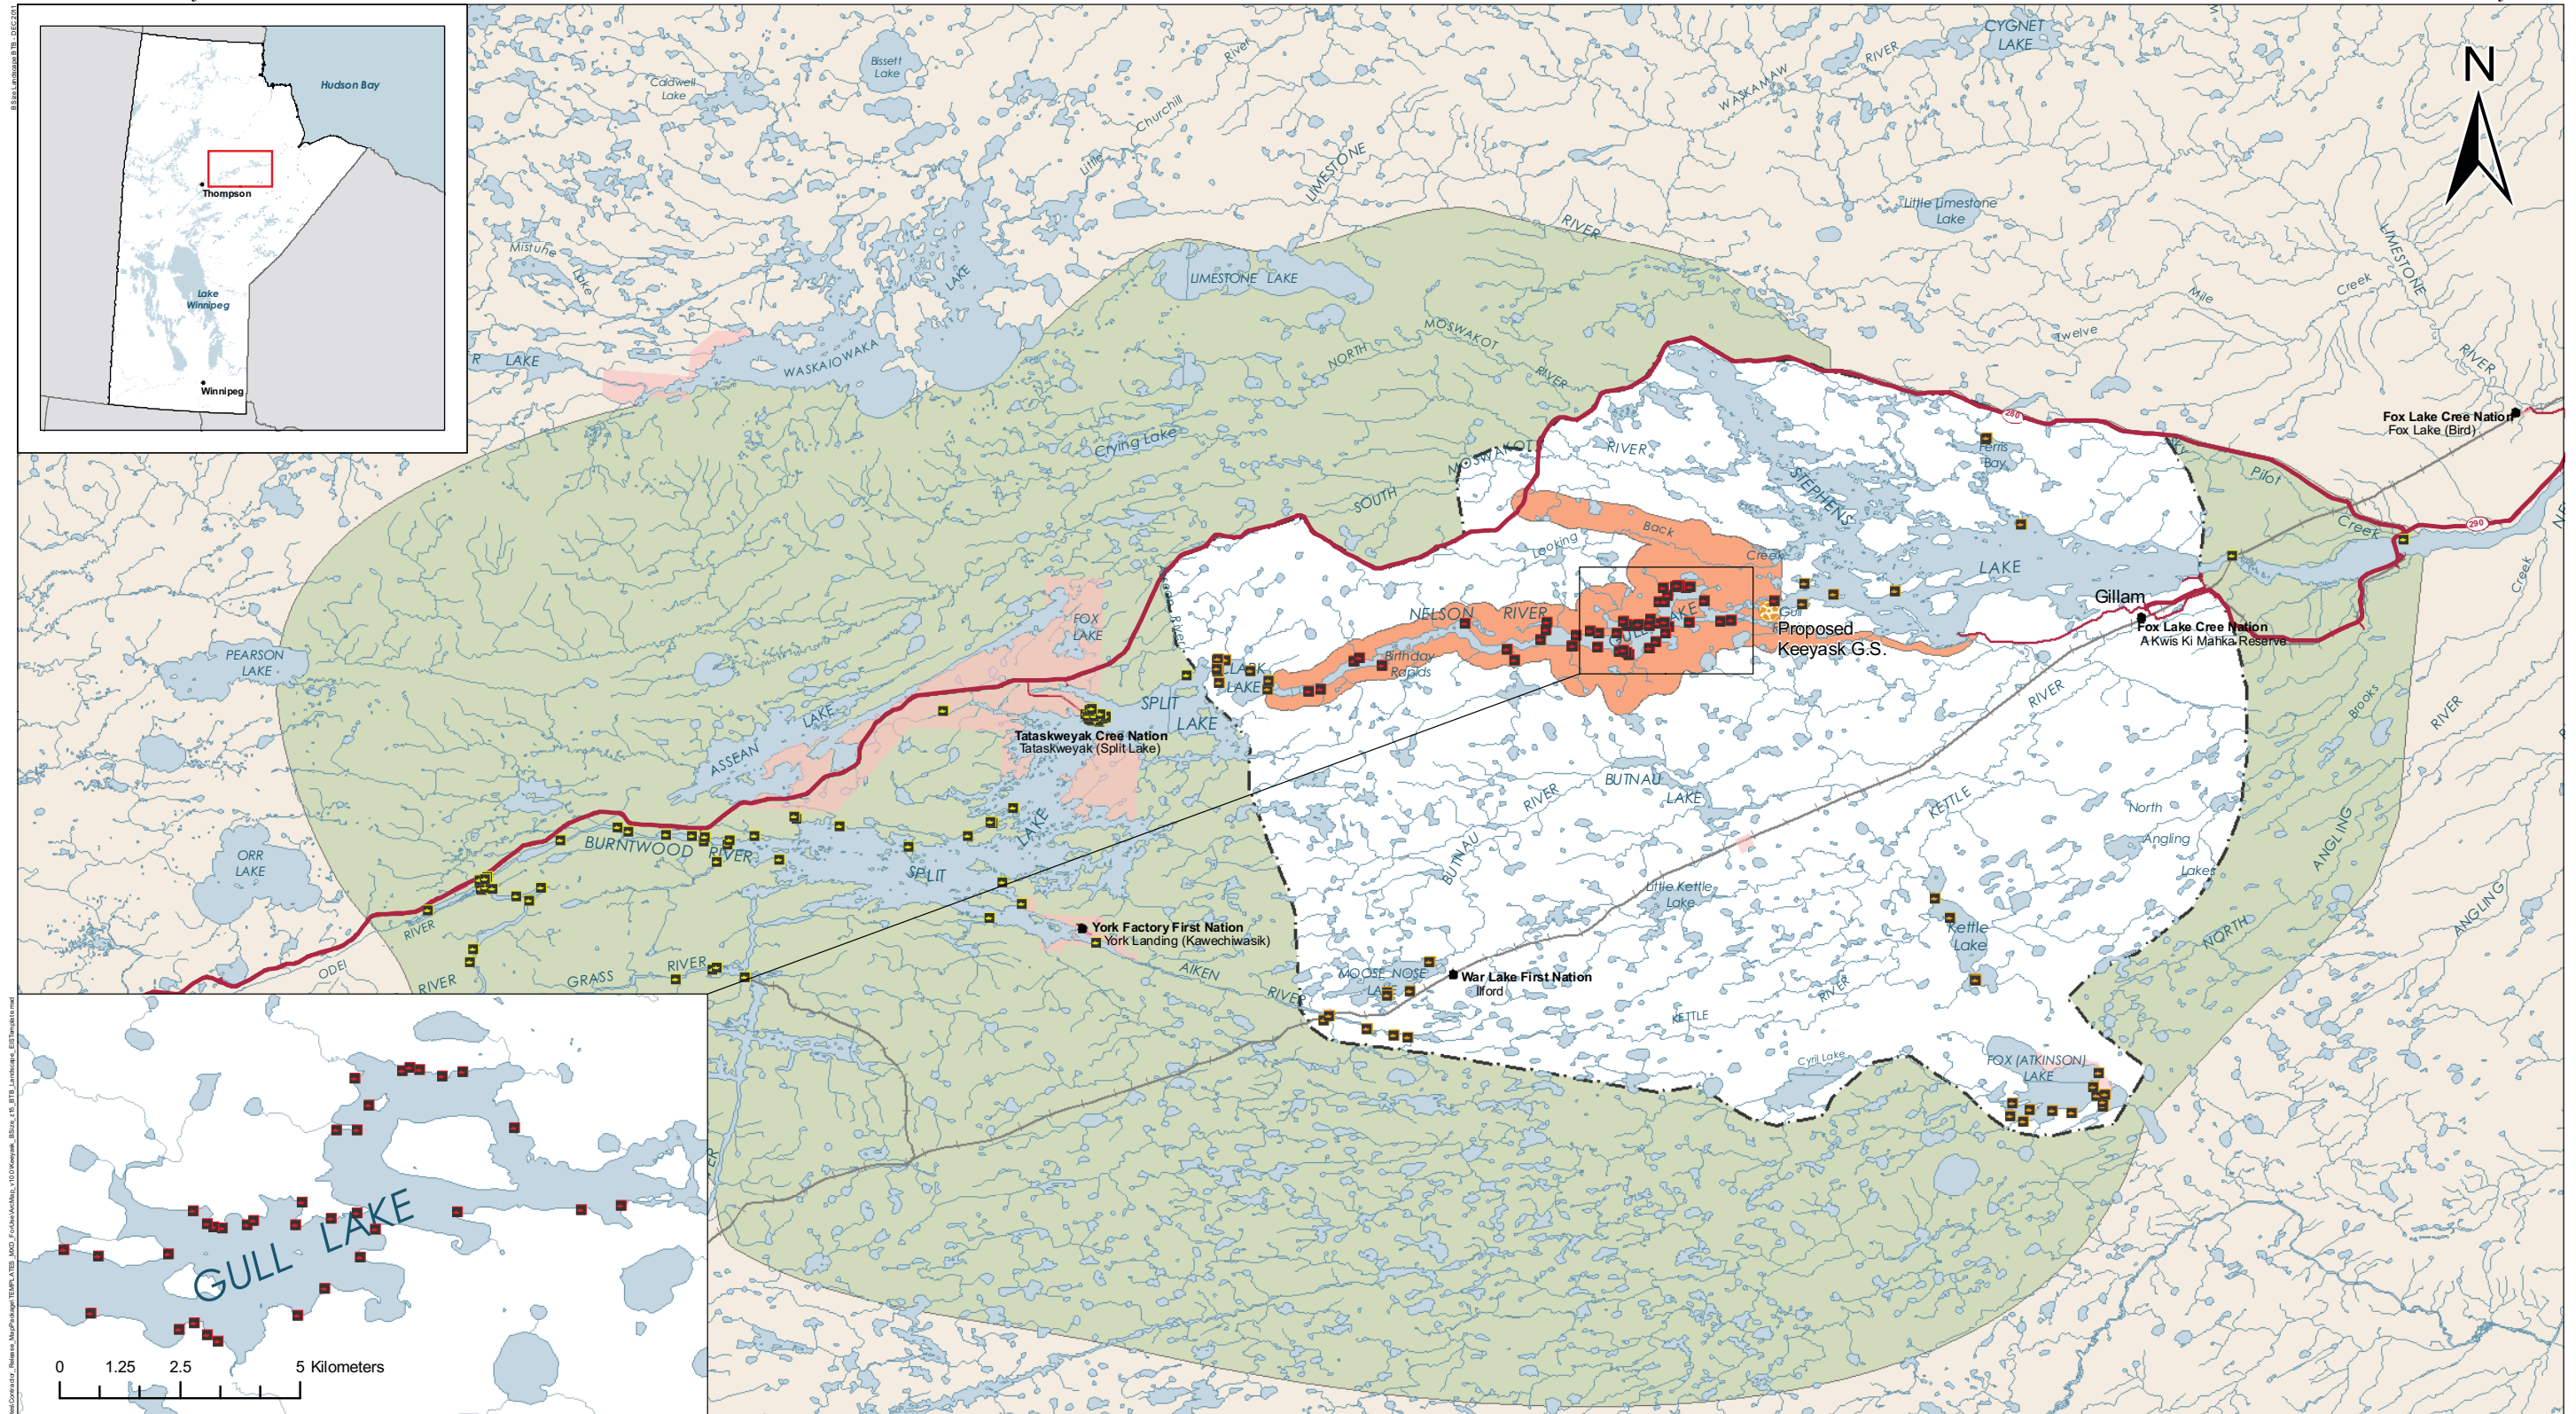 Hudson Bay
Thompson
Lake
Winnipeg
Winnipeg
Bissett
Lake
Caldwell
Lake
River
Churchill
Little
LIMESTONE
RIVER
WASKAMAW
RIVER
CYGNET
LAKE
N
Little Limestone
Lake
LIMESTONE
RIVER
Mistuhe
Lake
LAKE
LIMESTONE LAKE
R LAKE
WASKAIOWAKA
NORTH
MOSWAKOT
RIVER
Mile
Creek
Twelve
280
Fox Lake Cree Nation
Fox Lake (Bird)
Crying Lake
MOSWAKOT
RIVER
SOUTH
Ferris
Bay
Pilot
Creek
290
STEPHENS
LAKE
Looking
Back
Creek
Creek
FOX
LAKE
River
NELSON RIVER
GULL LAKE
Gull
Proposed
Keeyask G.S.
Gillam
Fox Lake Cree Nation
A Kwis Ki Mahka Reserve
PEARSON
LAKE
Birthday
Rapids
CLARK
LAKE
SPLIT
LAKE
ASSEAN
LAKE
Tataskweyak Cree Nation
Tataskweyak (Split Lake)
RIVER
Brooks
RIVER
BUTNAU
LAKE
RIVER
BUTNAU
KETTLE
North
Angling
Lakes
ANGLING
ORR
LAKE
BURNTWOOD RIVER
LAKE
SPLIT
Little Kettle
Lake
Kettle
Lake
NORTH
ANGLING
RIVER
ODEI
RIVER
GRASS
RIVER
York Factory First Nation
York Landing (Kawechiwasik)
AIKEN
RIVER
MOOSE NOSE
War Lake First Nation
Ilford
KETTLE
RIVER
Cyril Lake
FOX (ATKINSON)
LAKE
ER
GULL LAKE
0 1.25 2.5 5 Kilometers